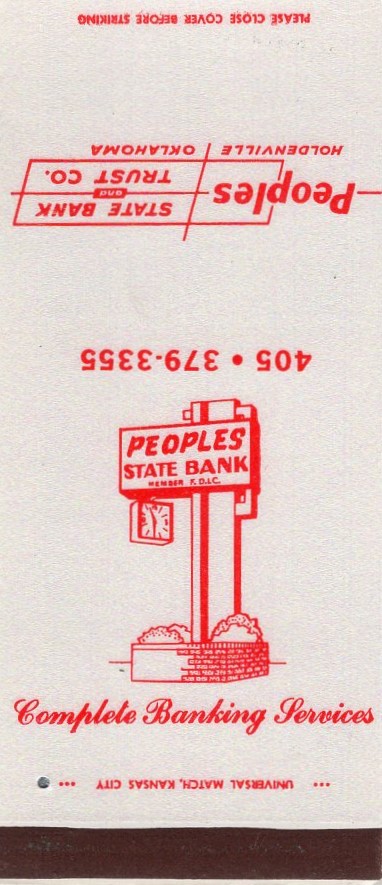 PLEASE CLOSE COVER BEFORE STRIKING
Peoples STATE BANK
and
TRUST CO.
HOLDENVILLE / OKLAHOMA
405 • 379-3355
PEOPLES
STATE BANK
MEMBER F.D.I.C.
Complete Banking Services
••• UNIVERSAL MATCH, KANSAS CITY •••